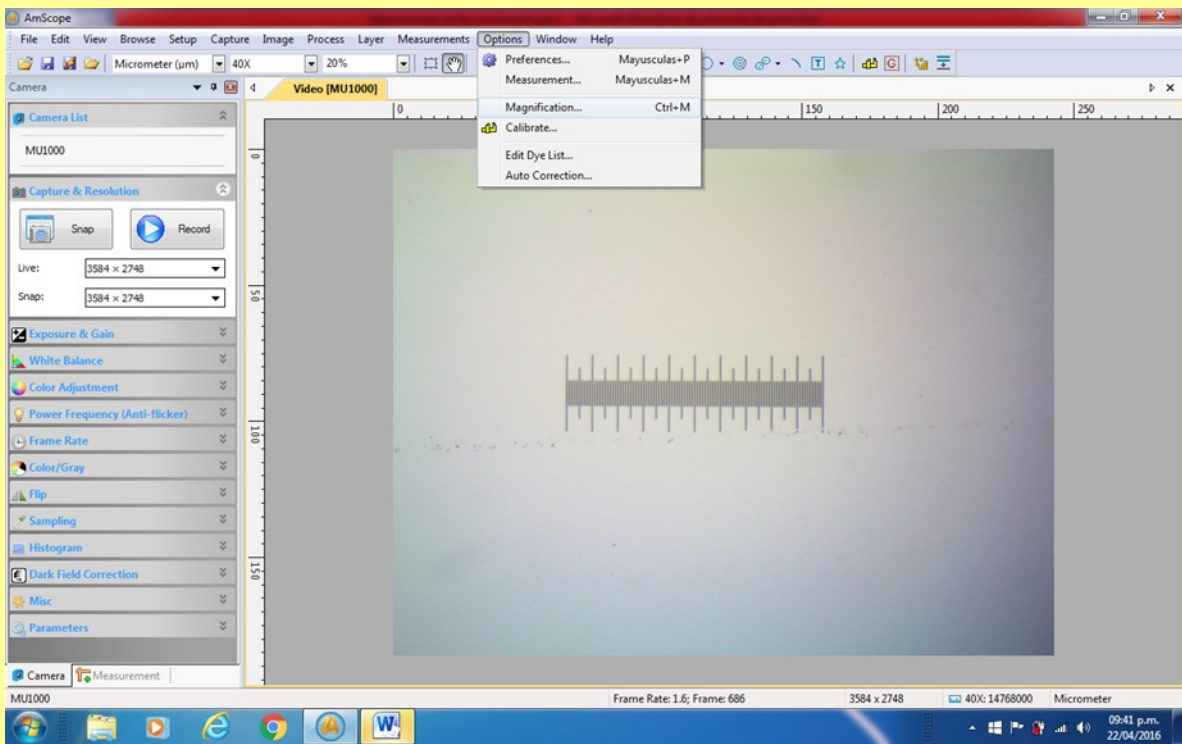 AmScope
File Edit View Browse Setup Capture Image Process Layer Measurements Options Window Help
Micrometer (µm) 40X 20%
Preferences... Mayusculas+P
Measurement... Mayusculas+M
Magnification... Ctrl+M
Calibrate...
Edit Dye List...
Auto Correction...
Camera
Video [MU1000]
0 150 200 250
0
50
100
150
Camera List
MU1000
Capture & Resolution
Snap Record
Live: 3584 × 2748
Snap: 3584 × 2748
Exposure & Gain
White Balance
Color Adjustment
Power Frequency (Anti-flicker)
Frame Rate
Color/Gray
Flip
Sampling
Histogram
Dark Field Correction
Misc
Parameters
Camera Measurement
MU1000 Frame Rate: 1.6; Frame: 686 3584 x 2748 40X: 14768000 Micrometer
09:41 p.m.
22/04/2016